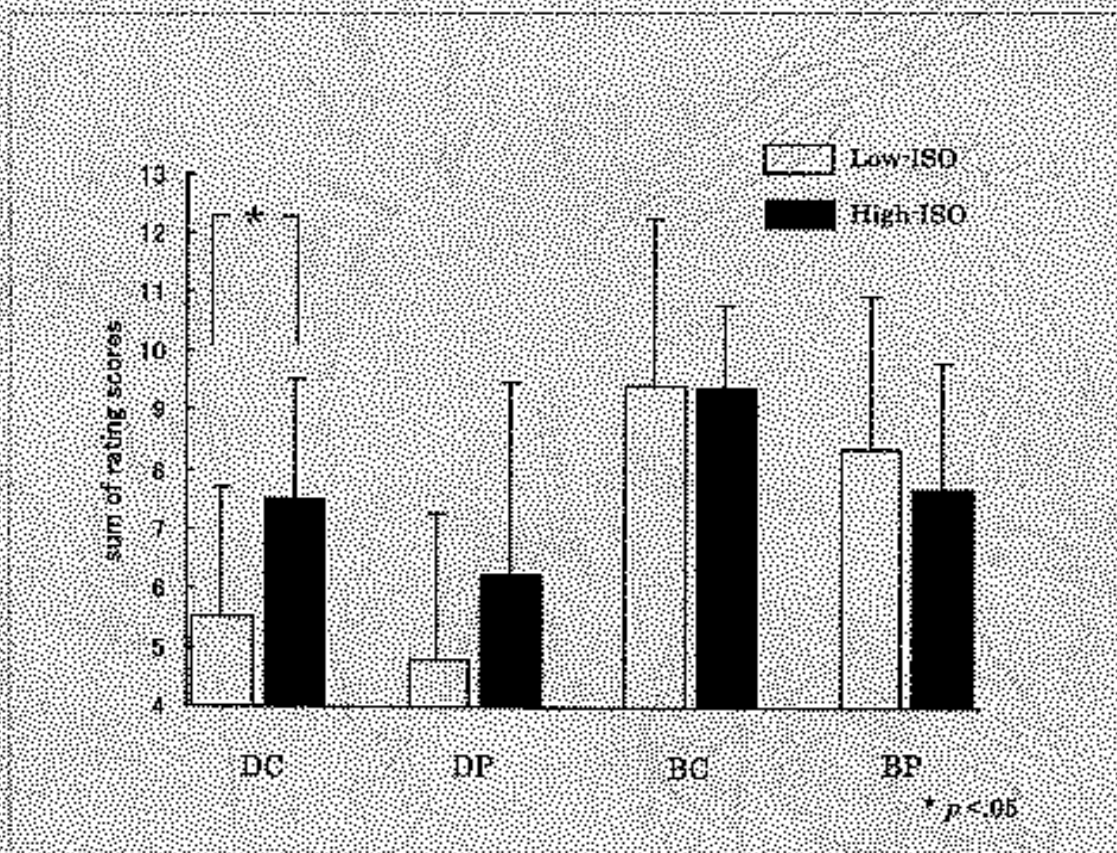 Low-ISO
High-ISO
13
12
11
10
9
8
7
6
5
4
sum of rating scores
*
DC DP BC BP
* p<.05